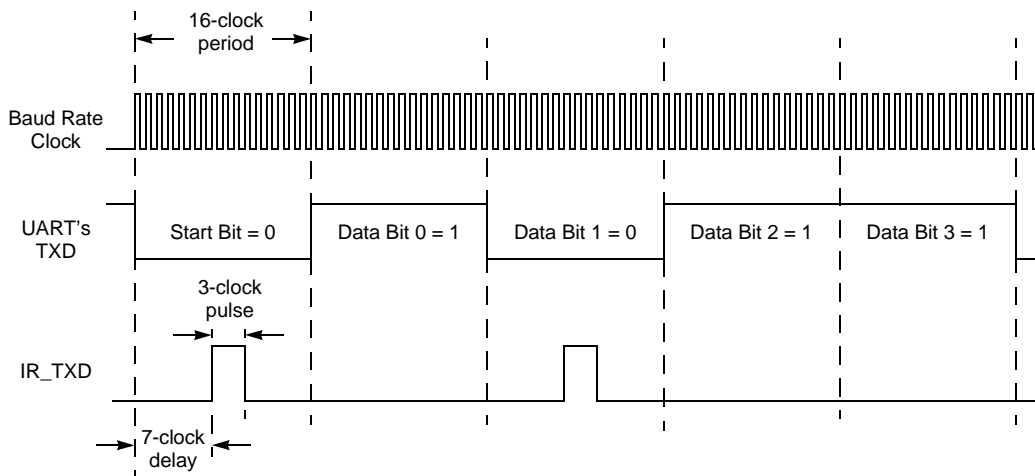 16-clock
period
Baud Rate
Clock
UART's
TXD
Start Bit = 0
Data Bit 0 = 1
Data Bit 1 = 0
Data Bit 2 = 1
Data Bit 3 = 1
3-clock
pulse
IR_TXD
7-clock
delay